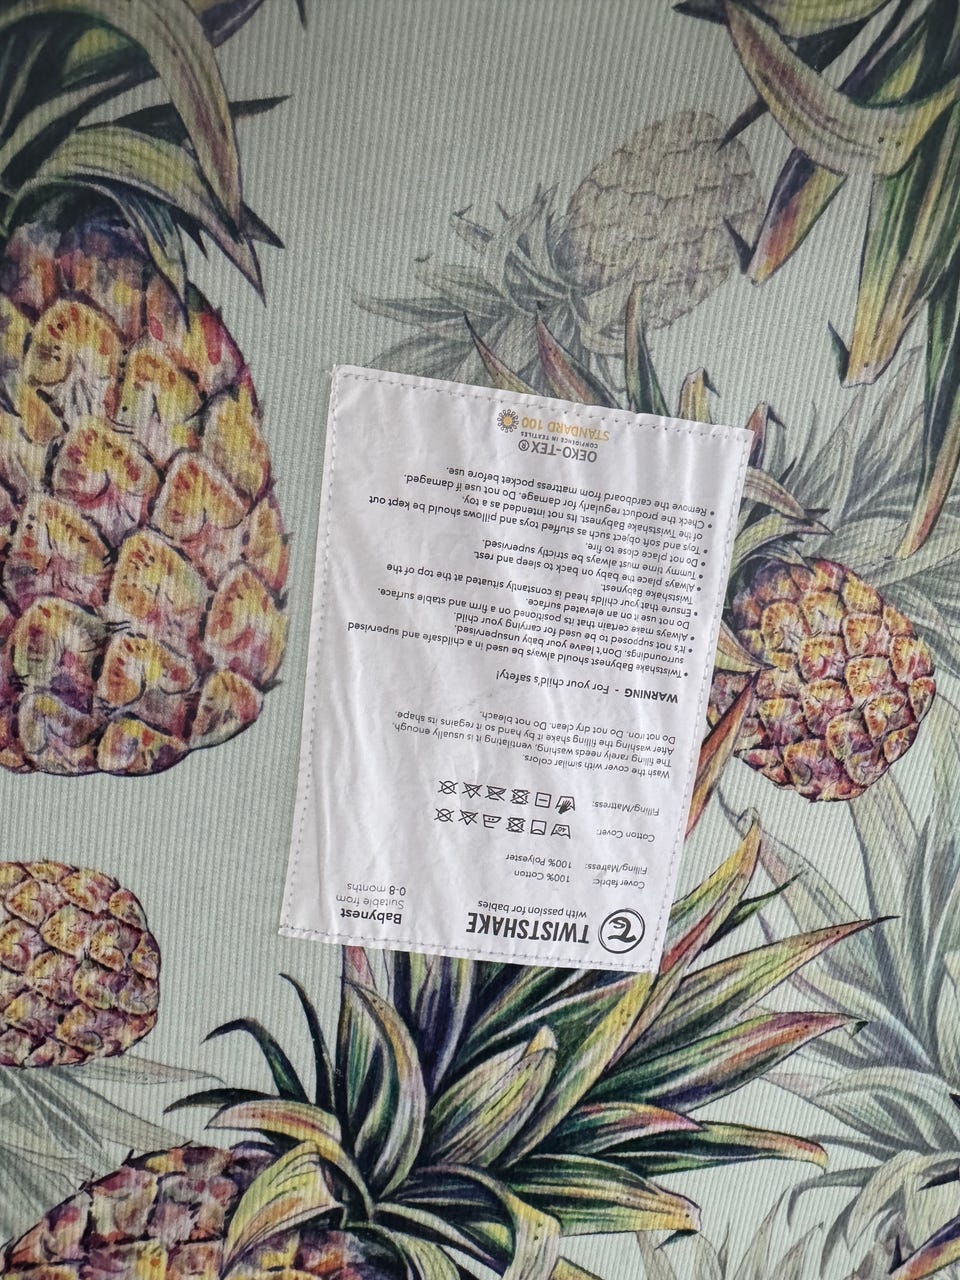 TWISTSHAKE
with passion for babies
Babynest
Suitable from
0-8 months
Cover fabric: 100% Cotton
Filling/Matress: 100% Polyester
Cotton Cover:
Filling/Matress:
Wash the cover with similar colors.
The filling rarely needs washing, ventilating it is usually enough.
After washing the filling shake it by hand so it regains its shape.
Do not iron. Do not dry clean. Do not bleach.
WARNING - For your child's safety!
• Twistshake Babynest should always be used in a childsafe and supervised
surroundings. Don't leave your baby unsupervised.
• It's not supposed to be used for carrying your child.
• Always make certain that its positioned on a firm and stable surface.
Do not use it on an elevated surface.
• Ensure that your childs head is constantly situated at the top of the
Twistshake Babynest.
• Always place the baby on back to sleep and rest.
• Tummy time must always be strictly supervised.
• Do not place close to fire.
• Toys and soft object such as stuffed toys and pillows should be kept out
of the Twistshake Babynest. Its not intended as a toy.
• Check the product regularly for damage. Do not use if damaged.
Remove the cardboard from mattress pocket before use.
OEKO-TEX®
CONFIDENCE IN TEXTILES
STANDARD 100